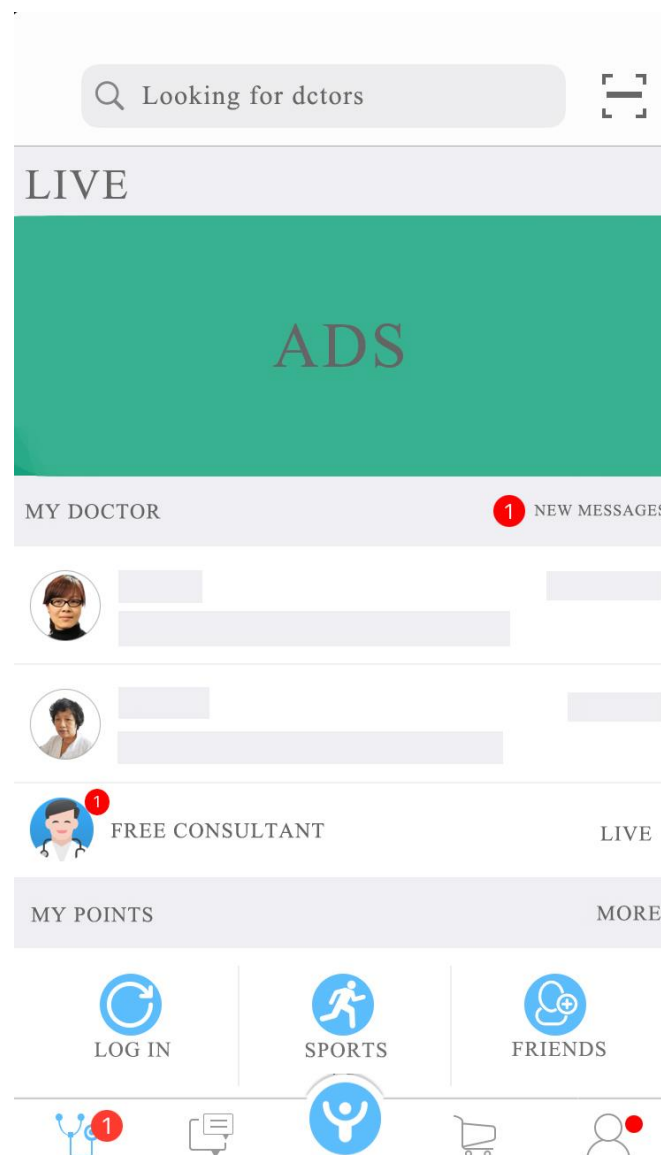 Looking for dctors
LIVE
ADS
MY DOCTOR
1 NEW MESSAGES
1
FREE CONSULTANT
LIVE
MY POINTS
MORE
LOG IN
SPORTS
FRIENDS
1